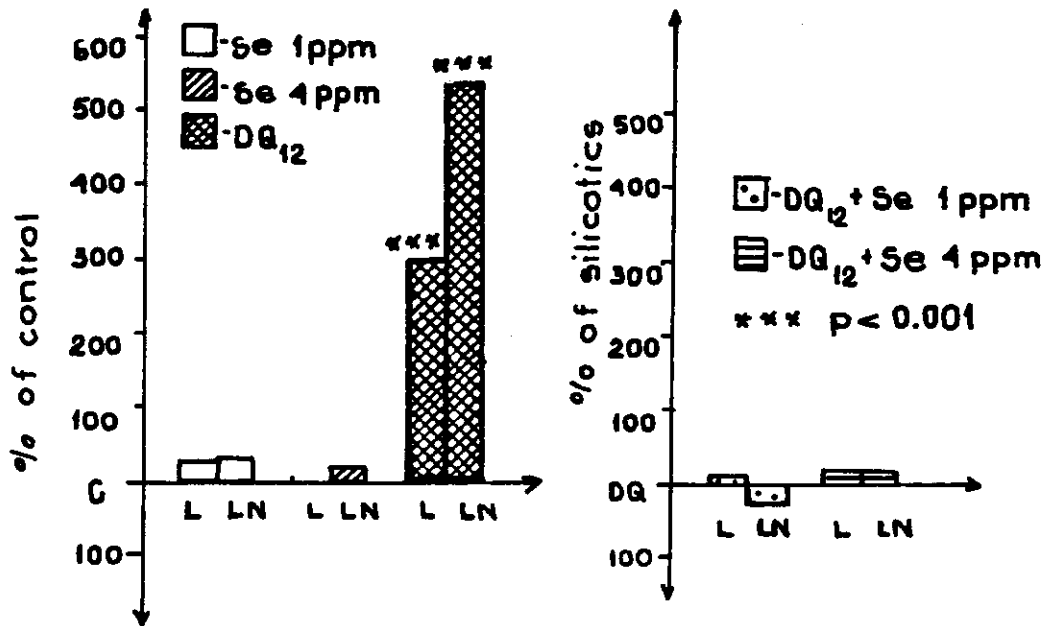 % of control
600
500
400
300
200
100
C
100
-Se 1ppm
-Se 4ppm
-DQ12
***
***
L LN L LN L LN
% of silicotics
500
400
300
200
100
DQ
100
-DQ12+Se 1ppm
-DQ12+Se 4ppm
*** p< 0.001
L LN L LN